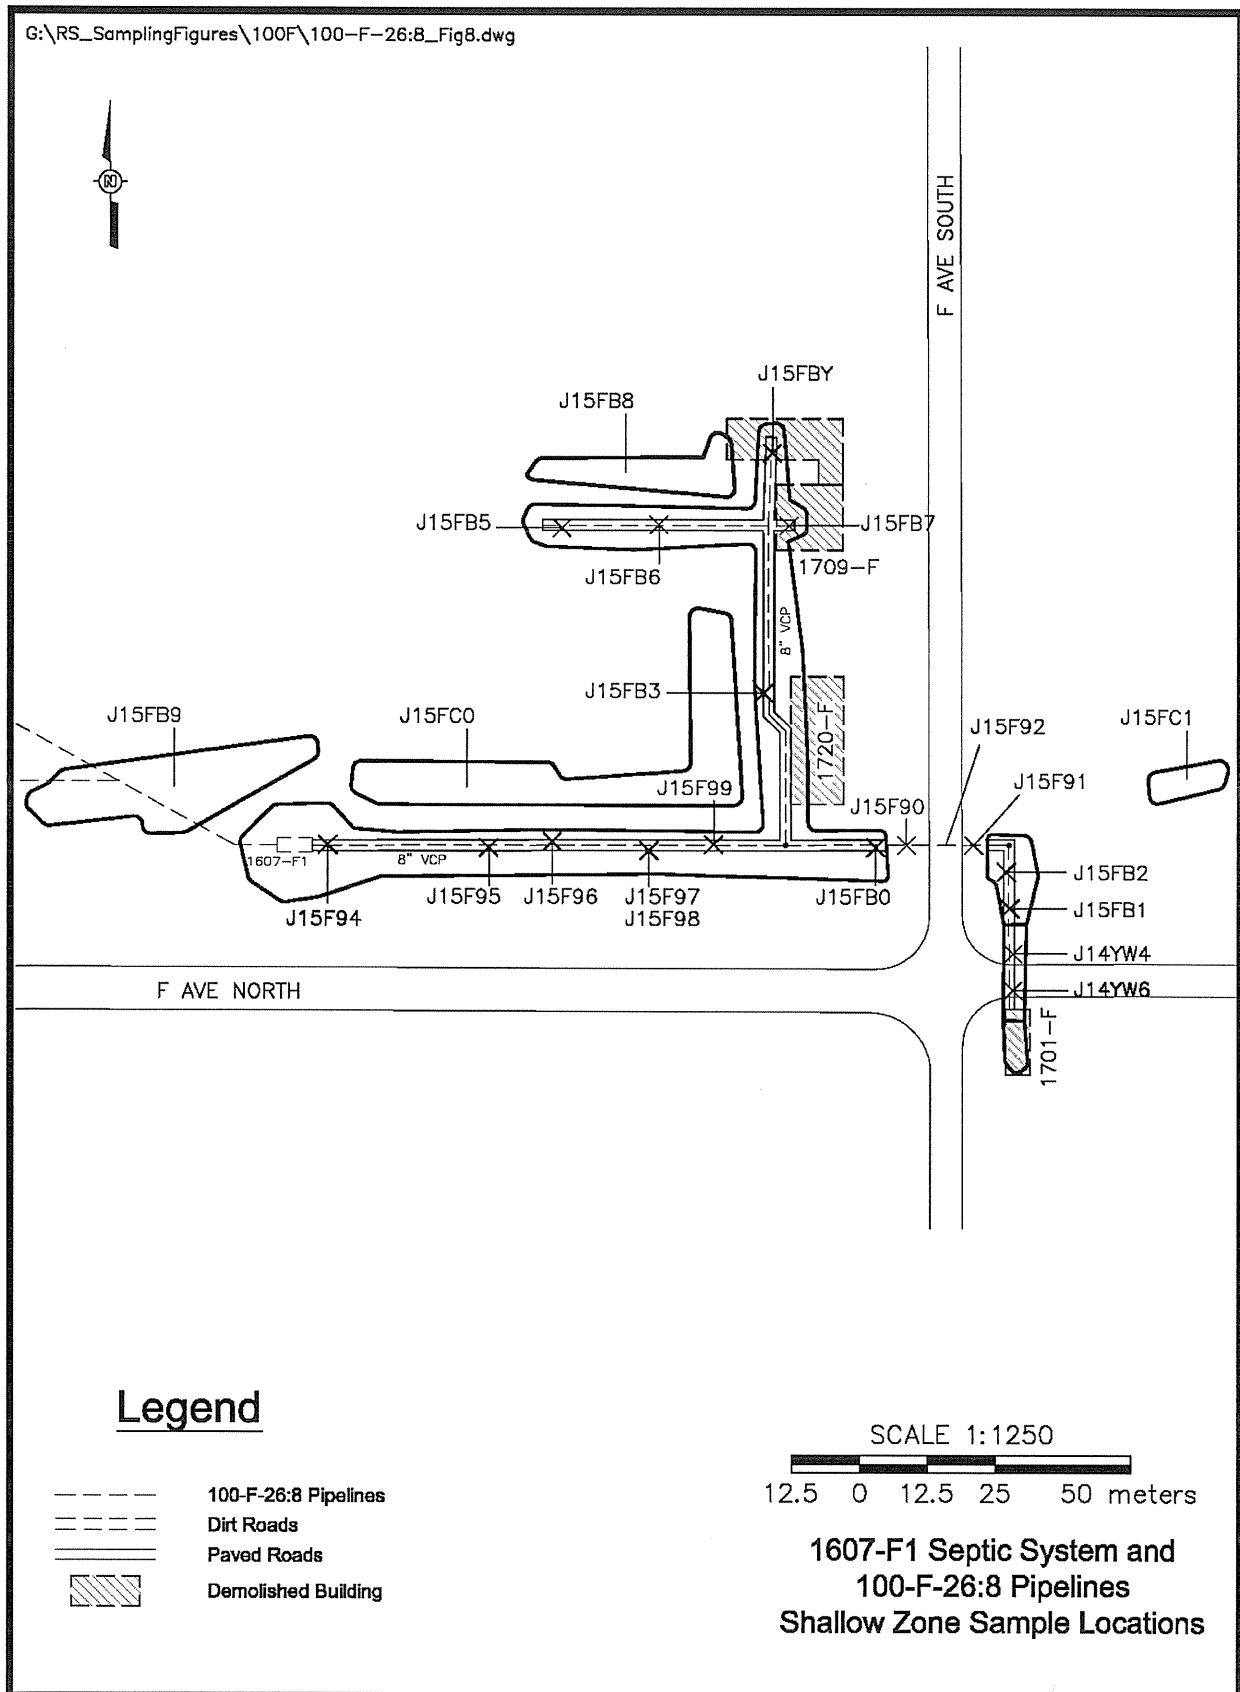 G:\RS_SamplingFigures\100F\100-F-26:8_Fig8.dwg
N
F AVE SOUTH
J15FBY
J15FB8
J15FB5
J15FB7
J15FB6
1709-F
8" VCP
J15FB3
J15FB9
J15FC0
1720-F
J15F92
J15FC1
J15F99
J15F90
J15F91
1607-F1
8" VCP
J15FB2
J15F95
J15F96
J15F97
J15FB0
J15F94
J15F98
J15FB1
J14YW4
F AVE NORTH
J14YW6
1701-F
Legend
100-F-26:8 Pipelines
Dirt Roads
Paved Roads
Demolished Building
SCALE 1:1250
12.5 0 12.5 25 50 meters
1607-F1 Septic System and
100-F-26:8 Pipelines
Shallow Zone Sample Locations